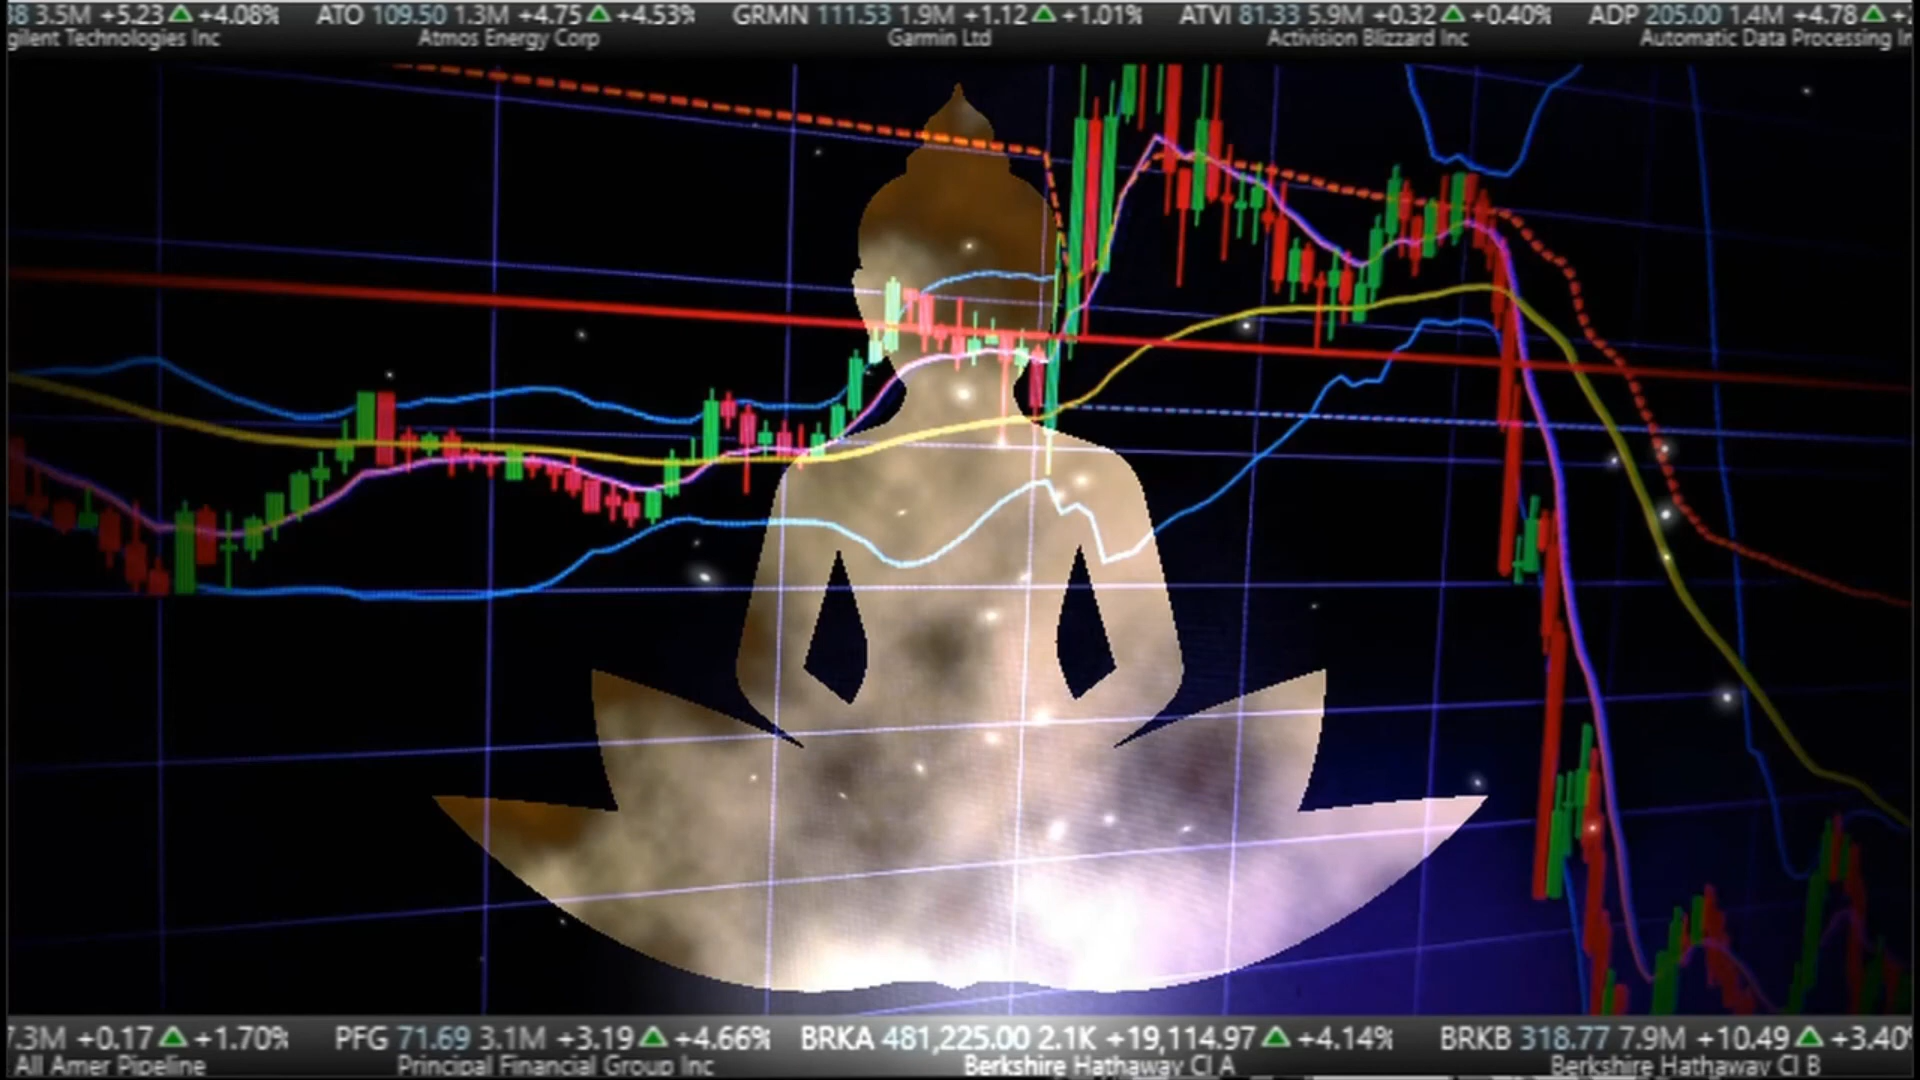 38 3.5M +5.23 +4.08% ATO 109.50 1.3M +4.75 +4.53% GRMN 111.53 1.9M +1.12 +1.01% ATVI 81.33 5.9M +0.32 +0.40% ADP 205.00 1.4M +4.78
gilent Technologies Inc Atmos Energy Corp Garmin Ltd Activision Blizzard Inc Automatic Data Processing In
7.3M +0.17 +1.70% PFG 71.69 3.1M +3.19 +4.66% BRKA 481,225.00 2.1K +19,114.97 +4.14% BRKB 318.77 7.9M +10.49 +3.40%
All Amer Pipeline Principal Financial Group Inc Berkshire Hathaway Cl A Berkshire Hathaway Cl B